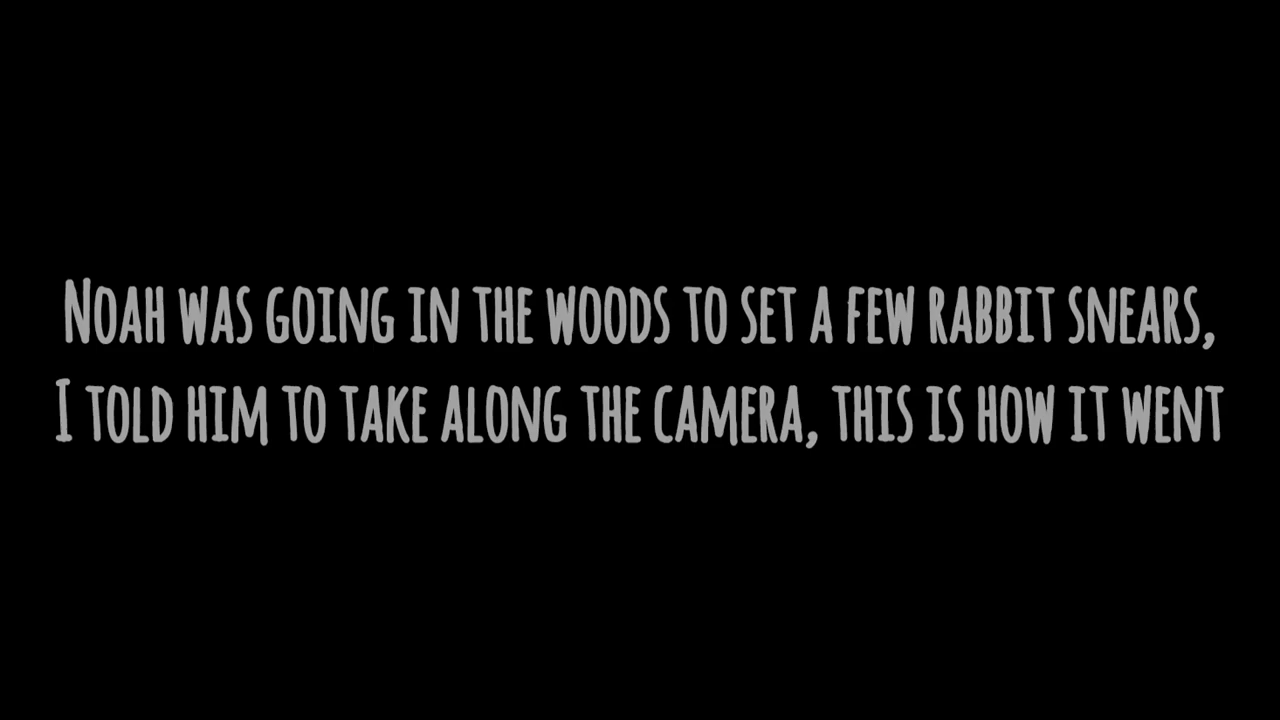 Noah was going in the woods to set a few rabbit snears,
I told him to take along the camera, this is how it went